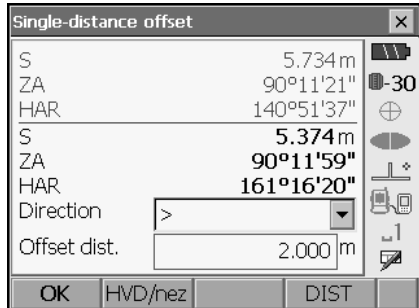 Single-distance offset
S 5.734 m
ZA 90°11'21"
HAR 140°51'37"
S 5.374 m
ZA 90°11'59"
HAR 161°16'20"
Direction >
Offset dist. 2.000 m
OK HVD/nez DIST
-30
1